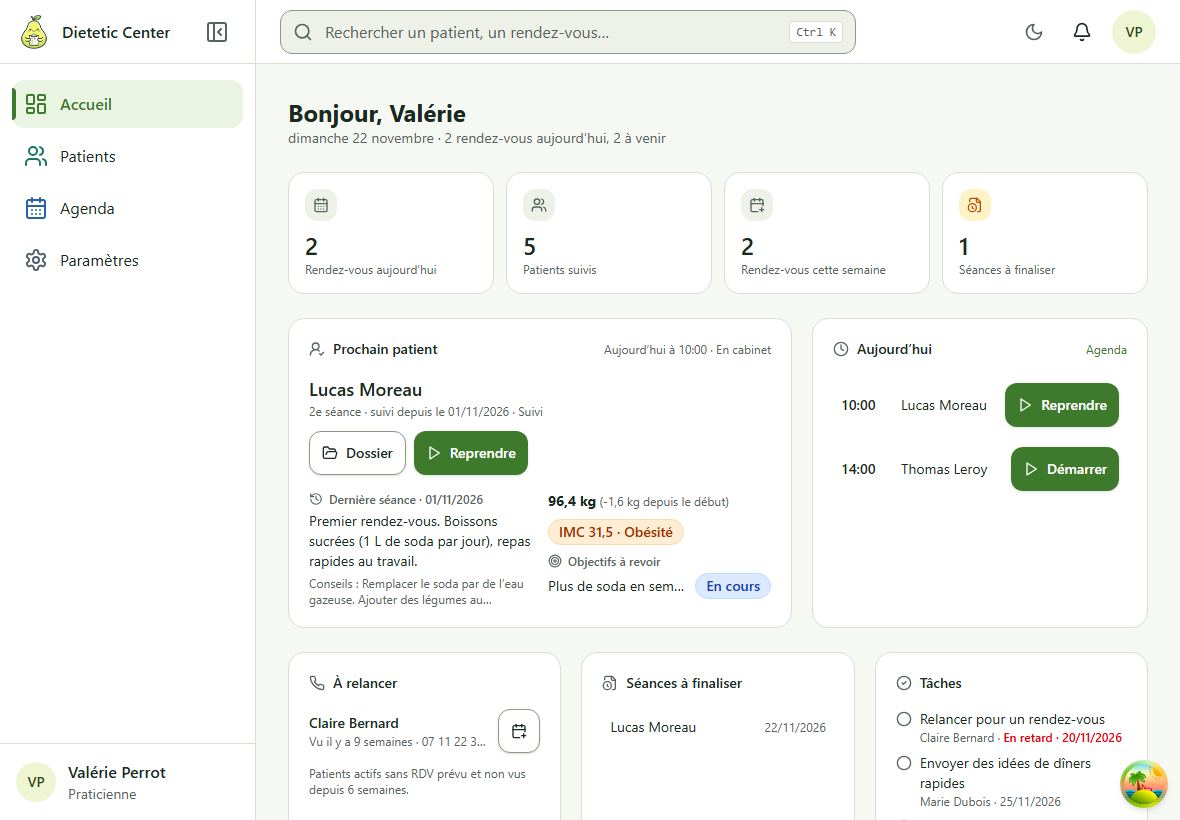 Dietetic Center
Rechercher un patient, un rendez-vous...
Ctrl K
VP
Accueil
Patients
Agenda
Paramètres
Bonjour, Valérie
dimanche 22 novembre · 2 rendez-vous aujourd’hui, 2 à venir
2
Rendez-vous aujourd’hui
5
Patients suivis
2
Rendez-vous cette semaine
1
Séances à finaliser
Prochain patient
Aujourd’hui à 10:00 · En cabinet
Lucas Moreau
2e séance · suivi depuis le 01/11/2026 · Suivi
Dossier
Reprendre
Dernière séance · 01/11/2026
Premier rendez-vous. Boissons
sucrées (1 L de soda par jour), repas
rapides au travail.
Conseils : Remplacer le soda par de l’eau
gazeuse. Ajouter des légumes au...
96,4 kg (-1,6 kg depuis le début)
IMC 31,5 · Obésité
Objectifs à revoir
Plus de soda en sem...
En cours
Aujourd’hui
Agenda
10:00 Lucas Moreau Reprendre
14:00 Thomas Leroy Démarrer
À relancer
Claire Bernard
Vu il y a 9 semaines · 07 11 22 3...
Patients actifs sans RDV prévu et non vus
depuis 6 semaines.
Séances à finaliser
Lucas Moreau 22/11/2026
Tâches
Relancer pour un rendez-vous
Claire Bernard · En retard · 20/11/2026
Envoyer des idées de dîners
rapides
Marie Dubois · 25/11/2026
VP
Valérie Perrot
Praticienne